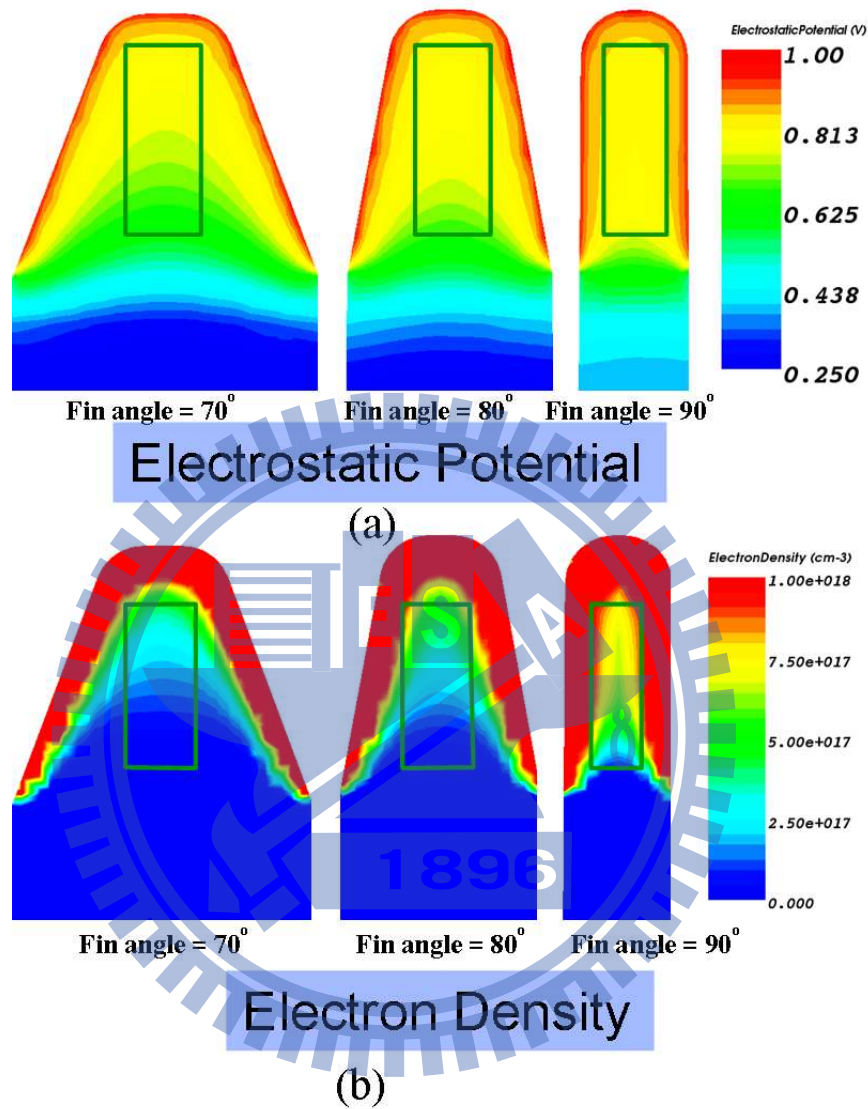 ElectrostaticPotential (V)
1.00
0.813
0.625
0.438
0.250
Fin angle = 70°
Fin angle = 80°
Fin angle = 90°
Electrostatic Potential
(a)
ElectronDensity (cm-3)
1.00e+018
7.50e+017
5.00e+017
2.50e+017
0.000
ES
A
8
1896
Fin angle = 70°
Fin angle = 80°
Fin angle = 90°
Electron Density
(b)